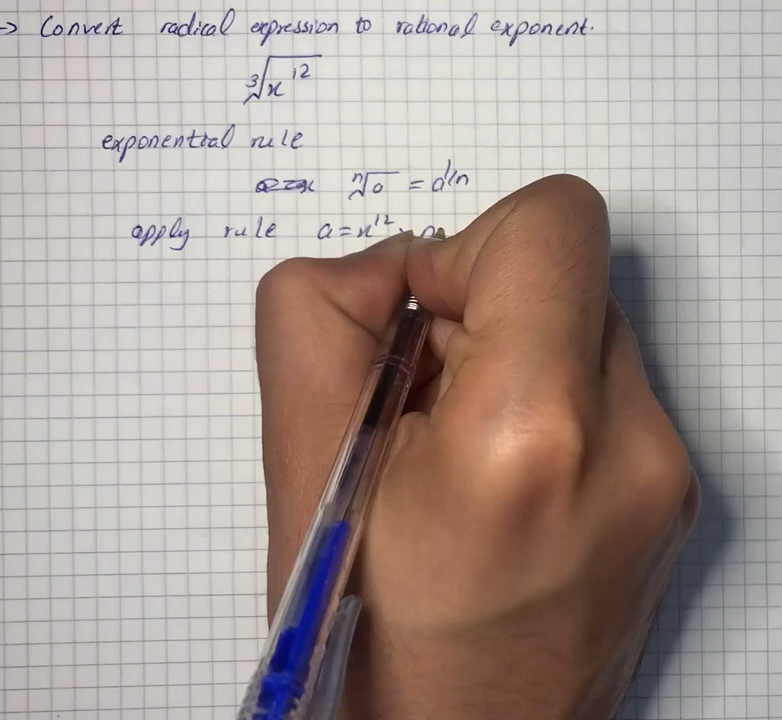 → Convert radical expression to rational exponent.
∛x¹²
exponential rule
ⁿ√a = a^1/n
apply rule a = x¹²,